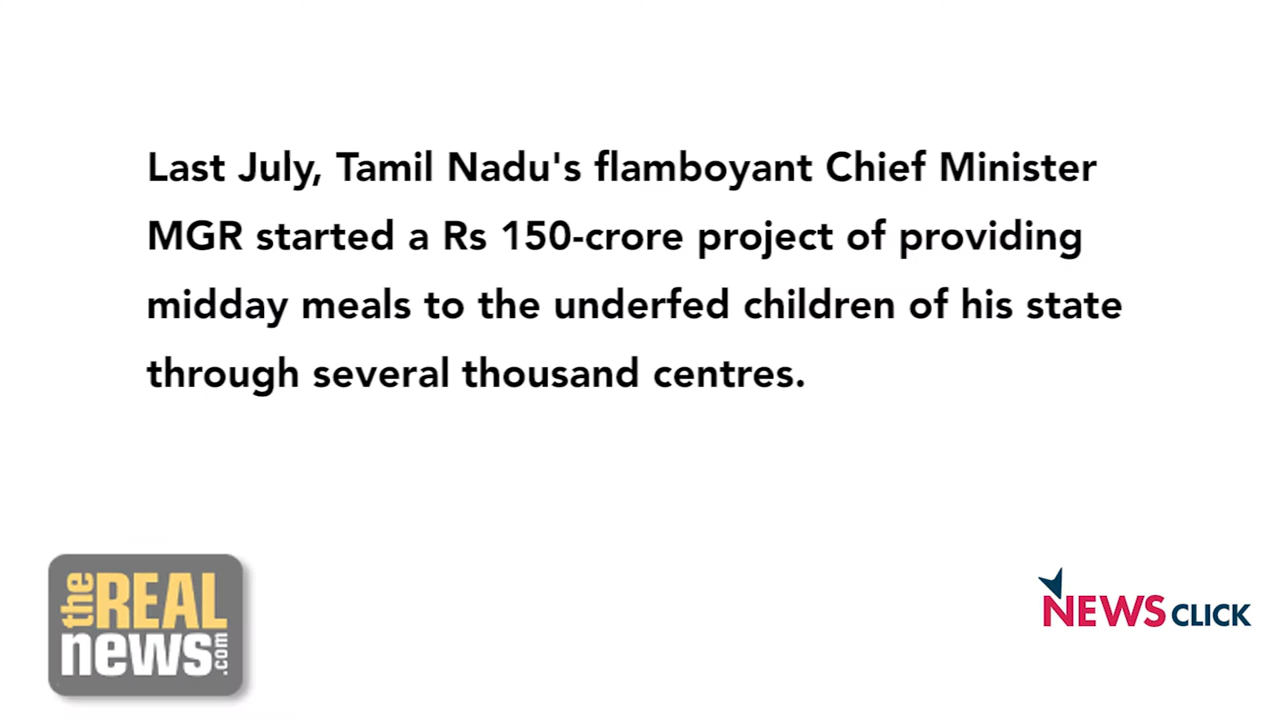 Last July, Tamil Nadu's flamboyant Chief Minister
MGR started a Rs 150-crore project of providing
midday meals to the underfed children of his state
through several thousand centres.
the REAL
news.com
NEWS CLICK